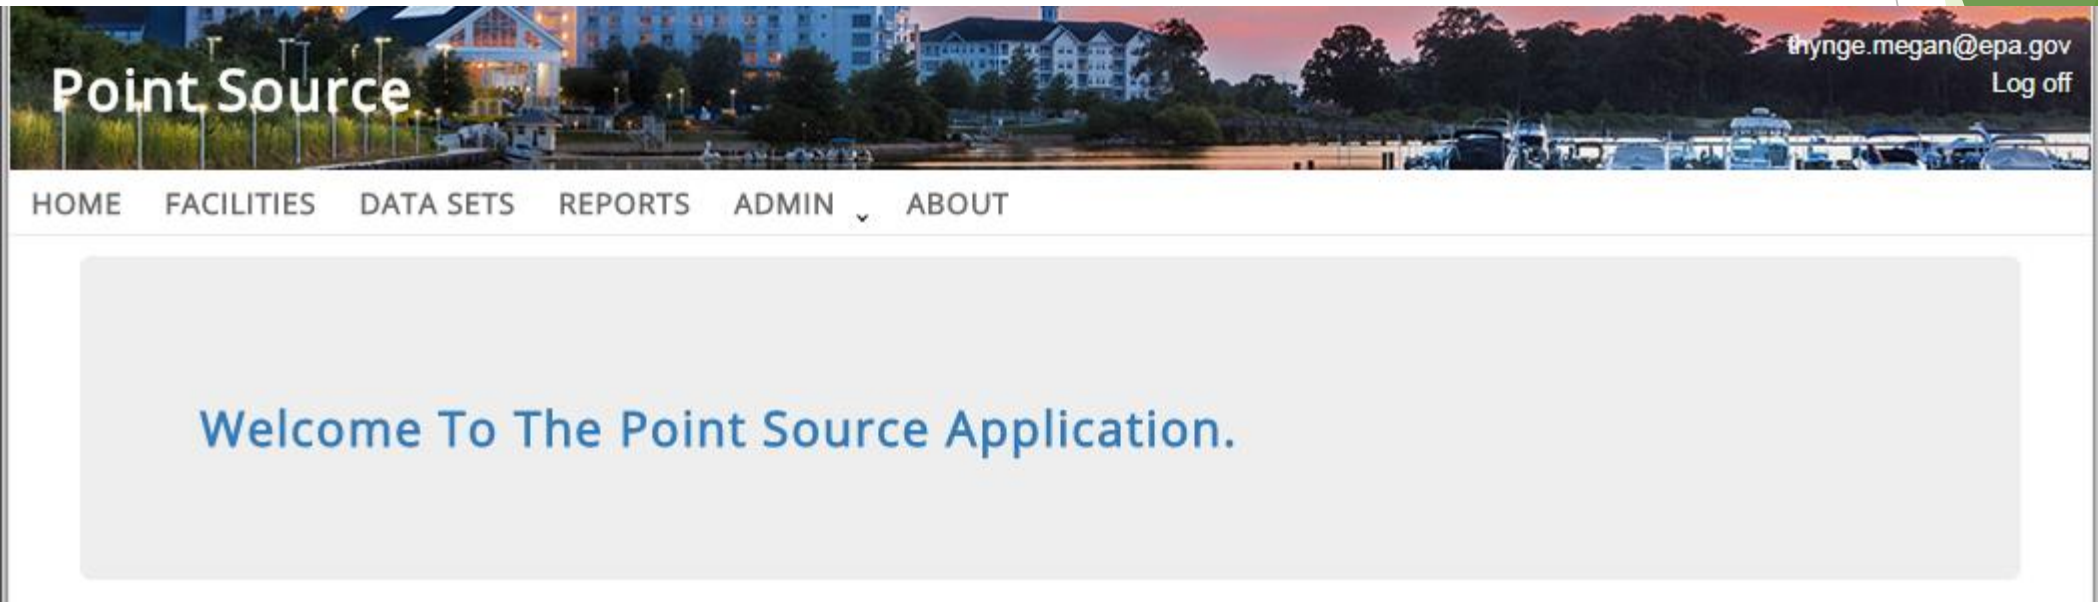 Point Source
thynge.megan@epa.gov
Log off
HOME FACILITIES DATA SETS REPORTS ADMIN ABOUT
Welcome To The Point Source Application.